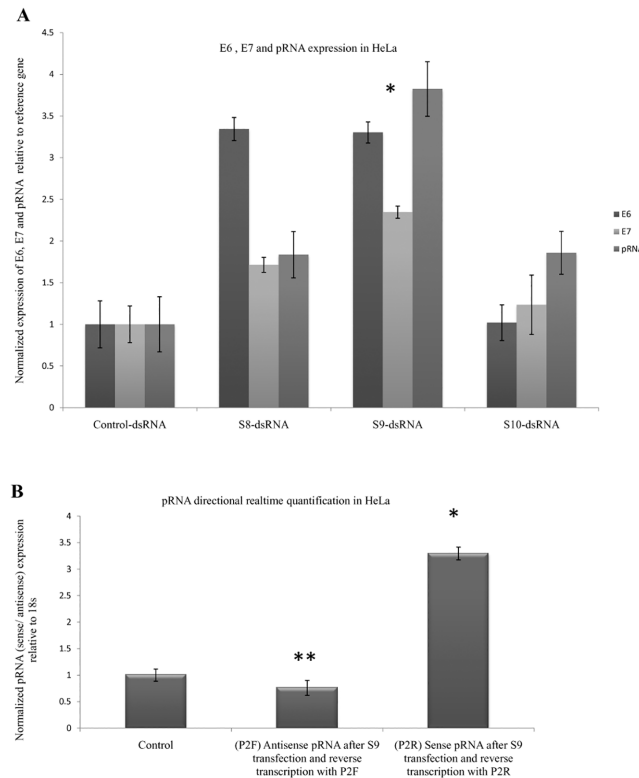 A
E6 , E7 and pRNA expression in HeLa
Normalized expression of E6, E7 and pRNA relative to reference gene
4.5
4
3.5
3
2.5
2
1.5
1
0.5
0
*
E6
E7
pRNA
Control-dsRNA
S8-dsRNA
S9-dsRNA
S10-dsRNA
B
pRNA directional realtime quantification in HeLa
Normalized pRNA (sense/ antisense) expression
relative to 18s
4
3.5
3
2.5
2
1.5
1
0.5
0
**
*
Control
(P2F) Antisense pRNA after S9
transfection and reverse
transcription with P2F
(P2R) Sense pRNA after S9
transfection and reverse
transcription with P2R